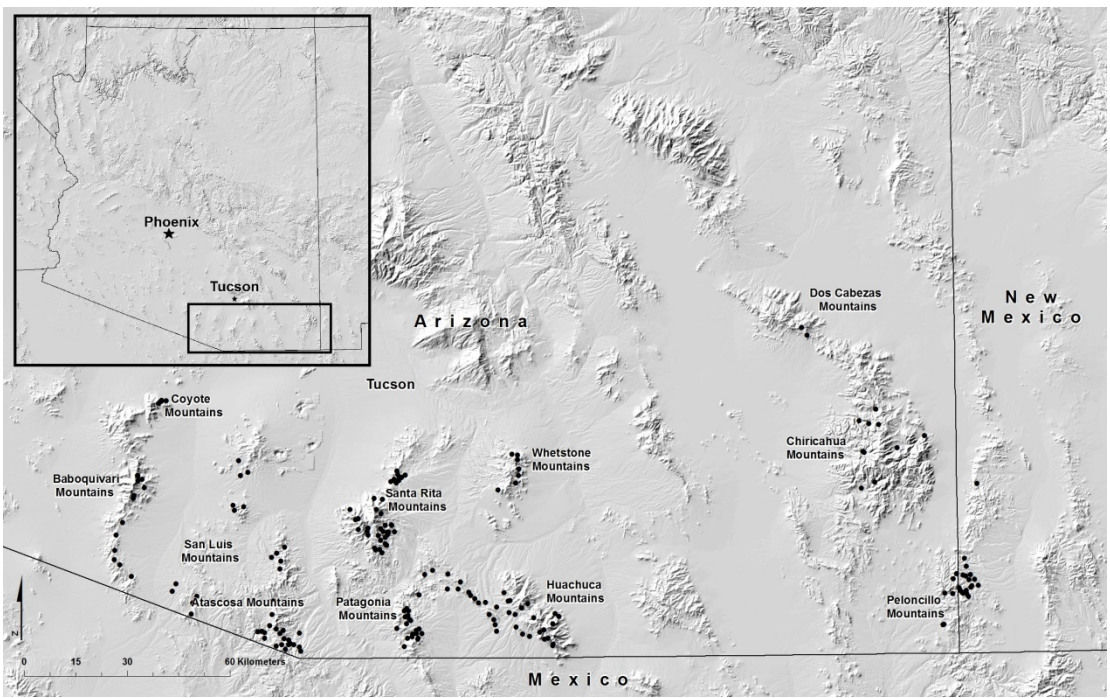 Phoenix
Tucson
Arizona
Tucson
Dos Cabezas
Mountains
New
Mexico
Coyote
Mountains
Baboquivari
Mountains
Whetstone
Mountains
Chiricahua
Mountains
Santa Rita
Mountains
San Luis
Mountains
Atascosa Mountains
Patagonia
Mountains
Huachuca
Mountains
Peloncillo
Mountains
N
0 15 30 60 Kilometers
Mexico